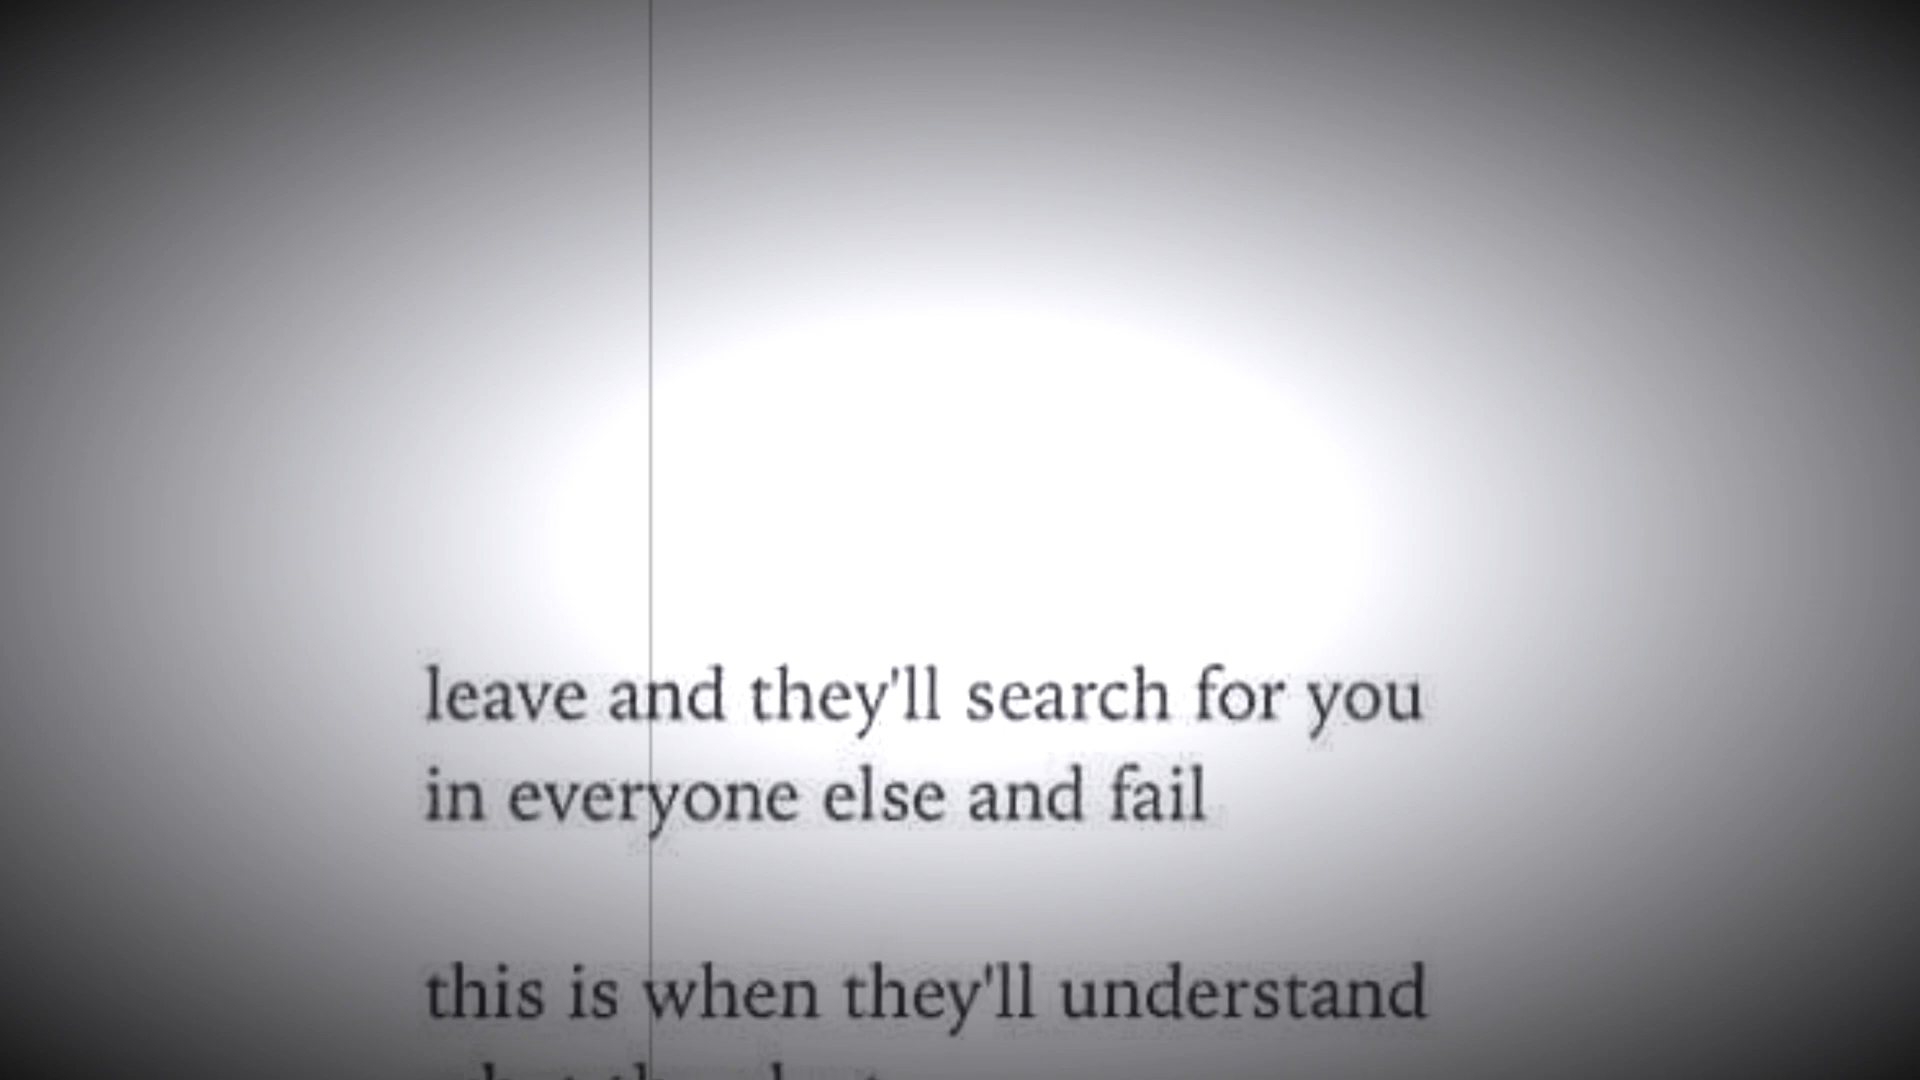 leave and they'll search for you
in everyone else and fail
this is when they'll understand